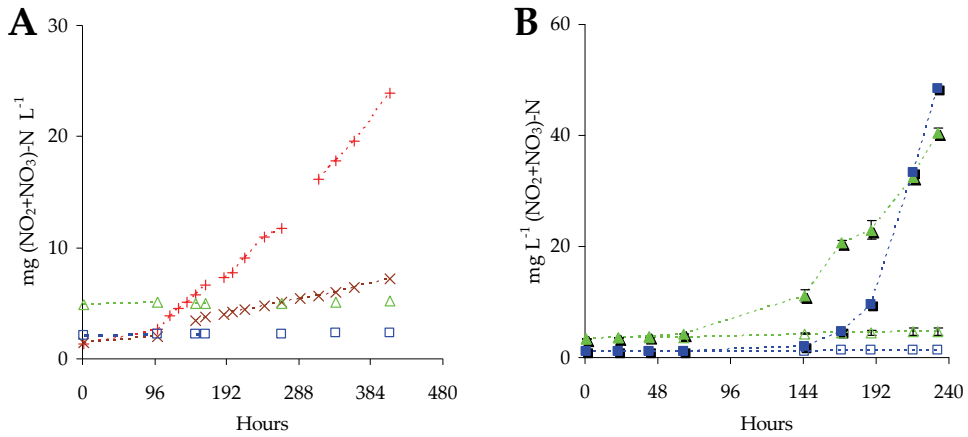 A
30
20
10
0
mg (NO₂+NO₃)-N L⁻¹
0 96 192 288 384 480
Hours
B
60
40
20
0
mg L⁻¹ (NO₂+NO₃)-N
0 48 96 144 192 240
Hours